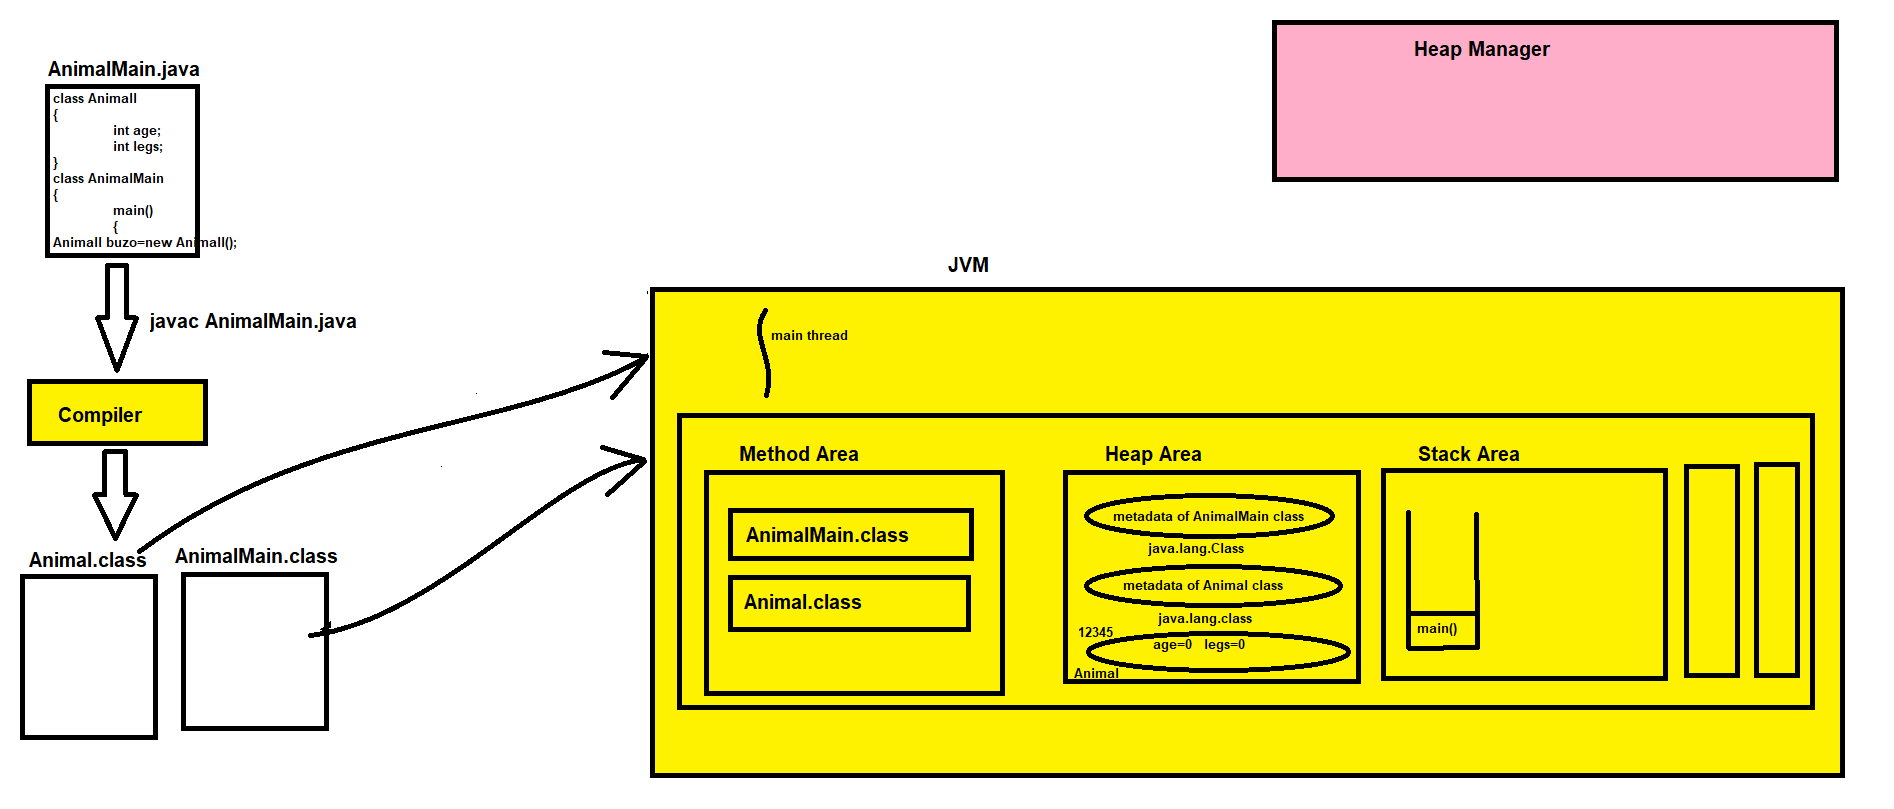 AnimalMain.java
class Animall
{
int age;
int legs;
}
class AnimalMain
{
main()
{
Animall buzo=new Animall();
javac AnimalMain.java
Compiler
Animal.class
AnimalMain.class
Heap Manager
JVM
main thread
Method Area
AnimalMain.class
Animal.class
Heap Area
metadata of AnimalMain class
java.lang.Class
metadata of Animal class
java.lang.class
12345
age=0 legs=0
Animal
Stack Area
main()